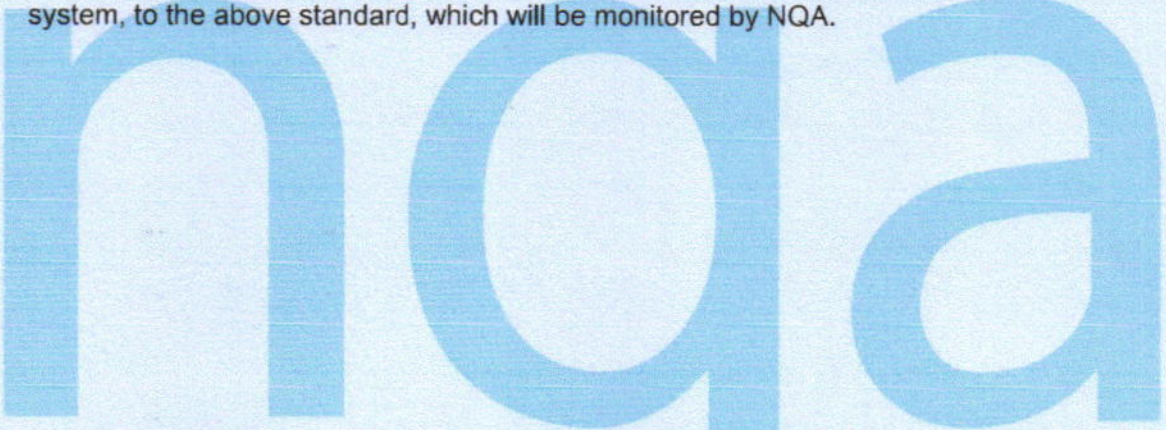 system, to the above standard, which will be monitored by NQA.
nqa